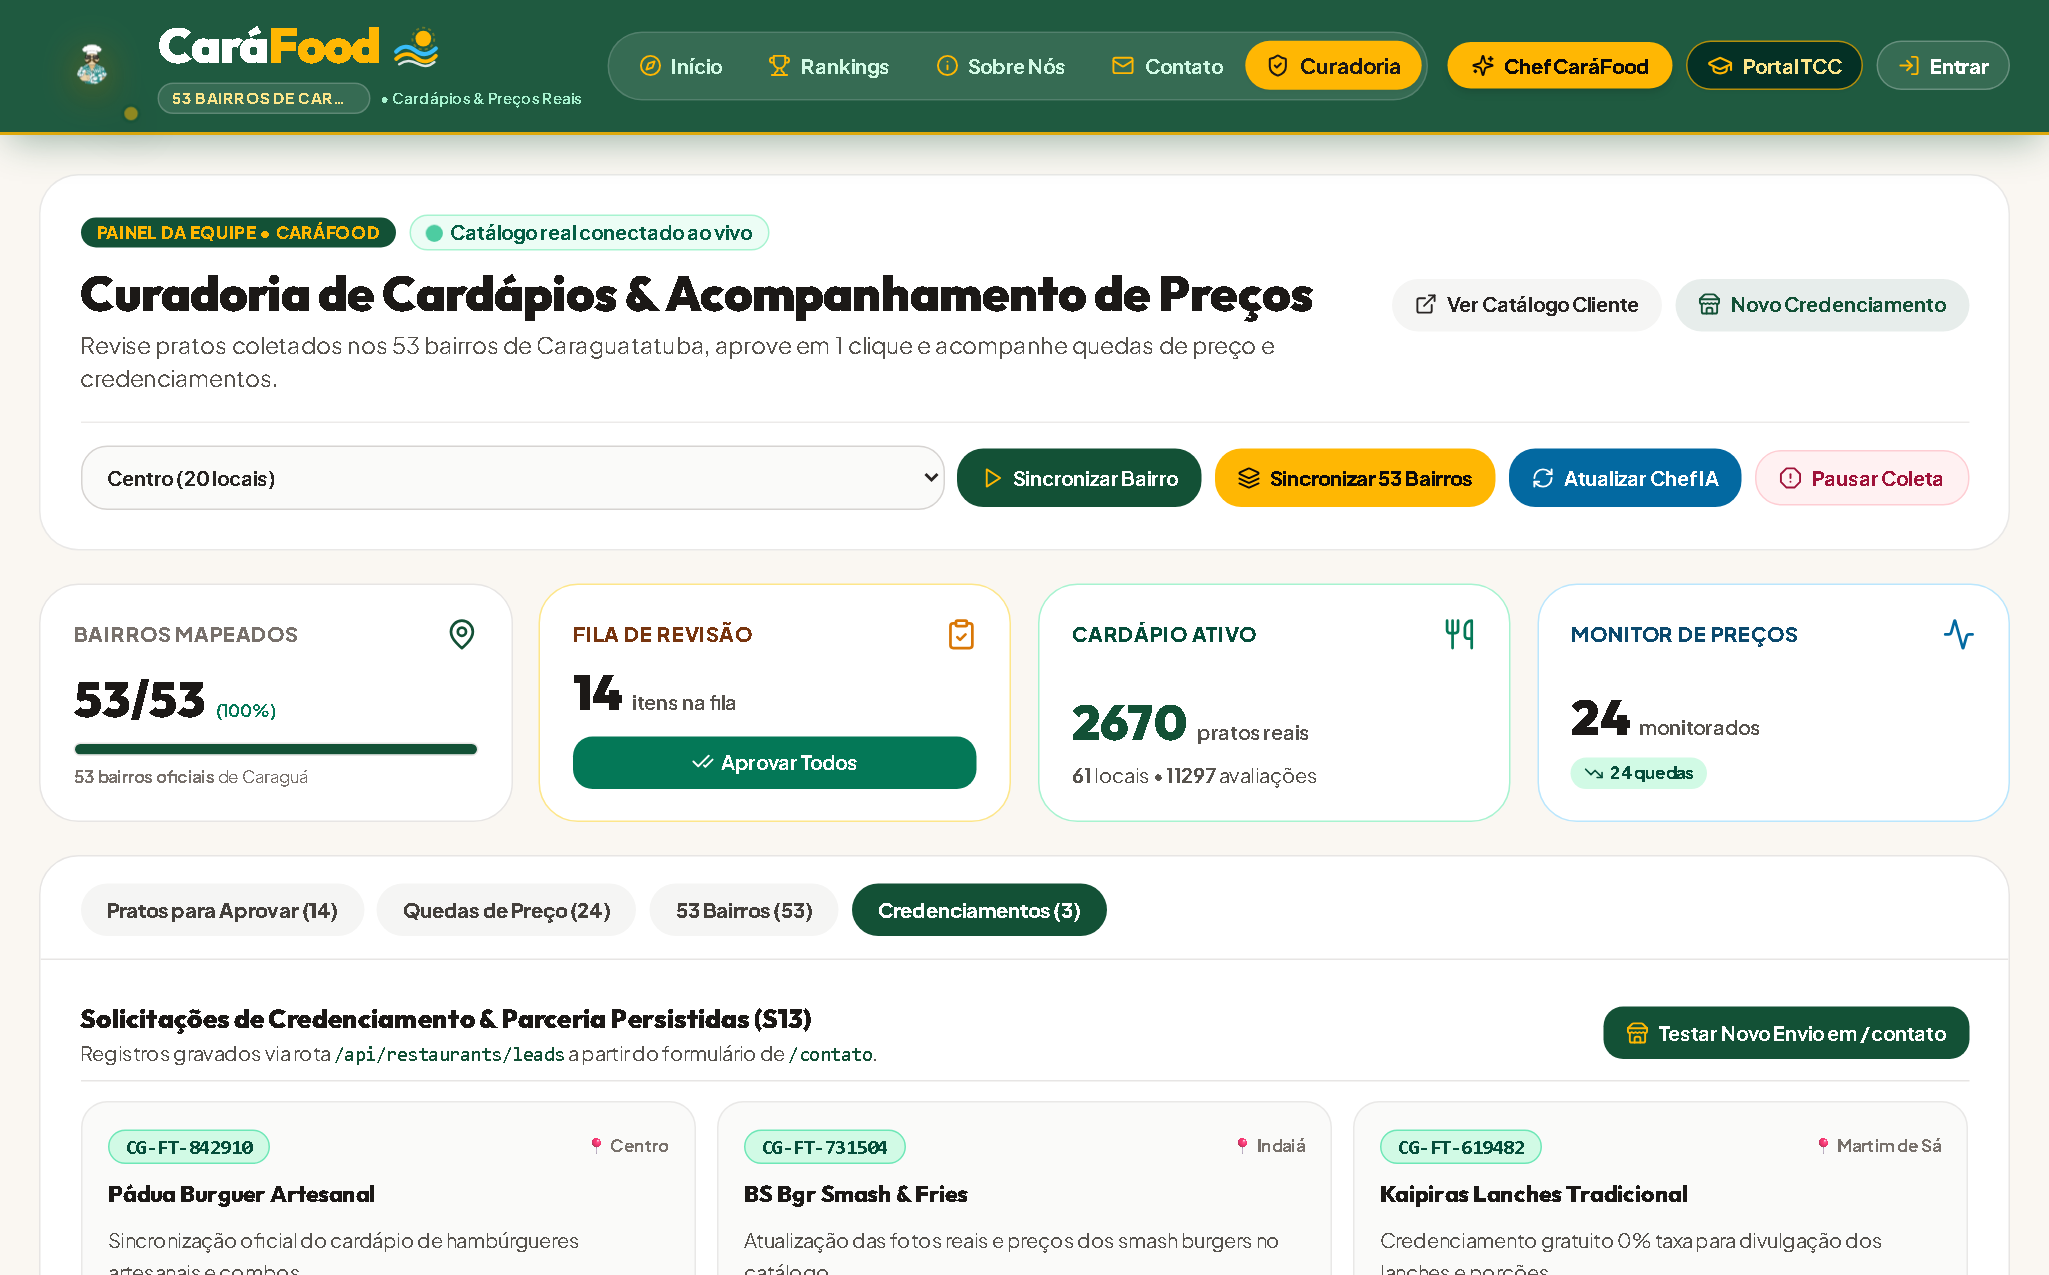 CaráFood
53 BAIRROS DE CAR...
• Cardápios & Preços Reais
Início
Rankings
Sobre Nós
Contato
Curadoria
Chef CaráFood
Portal TCC
Entrar
PAINEL DA EQUIPE • CARÁFOOD
Catálogo real conectado ao vivo
Curadoria de Cardápios & Acompanhamento de Preços
Revise pratos coletados nos 53 bairros de Caraguatatuba, aprove em 1 clique e acompanhe quedas de preço e
credenciamentos.
Ver Catálogo Cliente
Novo Credenciamento
Centro (20 locais)
Sincronizar Bairro
Sincronizar 53 Bairros
Atualizar Chef IA
Pausar Coleta
BAIRROS MAPEADOS
53/53 (100%)
53 bairros oficiais de Caraguá
FILA DE REVISÃO
14 itens na fila
Aprovar Todos
CARDÁPIO ATIVO
2670 pratos reais
61 locais • 11297 avaliações
MONITOR DE PREÇOS
24 monitorados
24 quedas
Pratos para Aprovar (14)
Quedas de Preço (24)
53 Bairros (53)
Credenciamentos (3)
Solicitações de Credenciamento & Parceria Persistidas (S13)
Registros gravados via rota /api/restaurants/leads a partir do formulário de /contato.
Testar Novo Envio em /contato
CG-FT-842910
Centro
Pádua Burguer Artesanal
Sincronização oficial do cardápio de hambúrgueres
artesanais e combos.
CG-FT-731504
Indaiá
BS Bgr Smash & Fries
Atualização das fotos reais e preços dos smash burgers no
catálogo.
CG-FT-619482
Martim de Sá
Kaipiras Lanches Tradicional
Credenciamento gratuito 0% taxa para divulgação dos
lanches e porções.